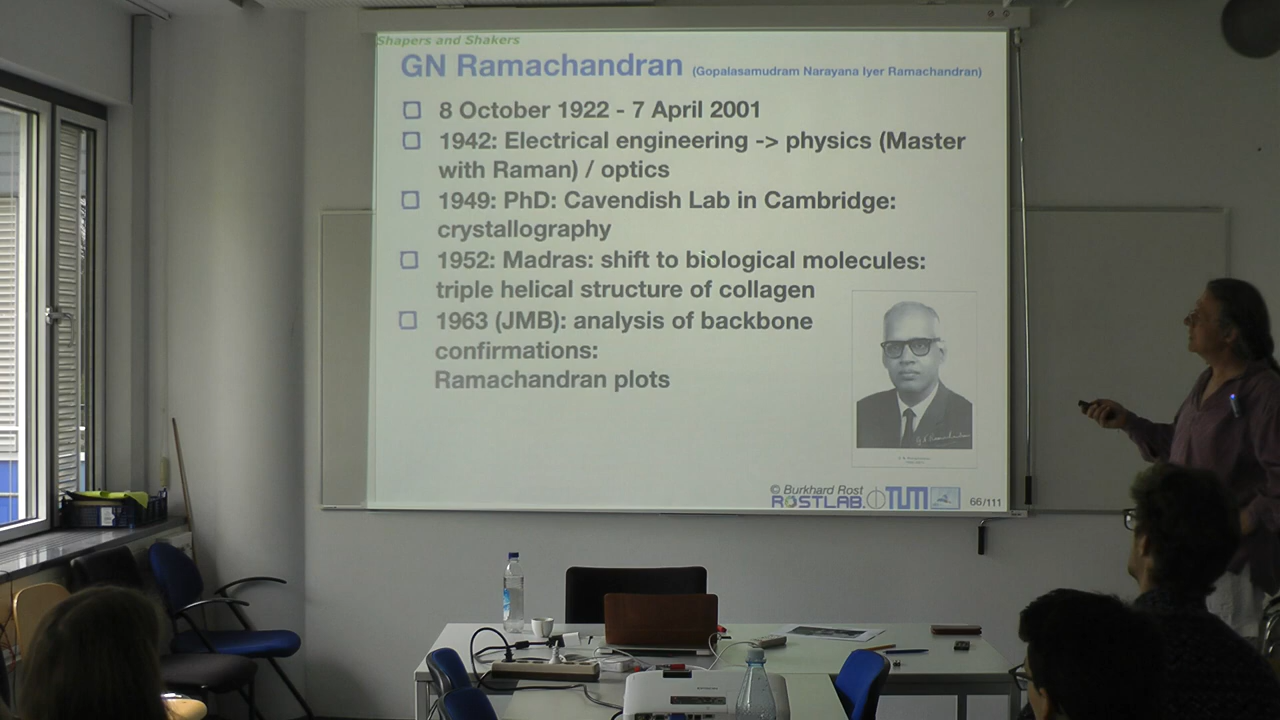 Shapers and Shakers
GN Ramachandran (Gopalasamudram Narayana Iyer Ramachandran)
8 October 1922 - 7 April 2001
1942: Electrical engineering -> physics (Master
with Raman) / optics
1949: PhD: Cavendish Lab in Cambridge:
crystallography
1952: Madras: shift to biological molecules:
triple helical structure of collagen
1963 (JMB): analysis of backbone
confirmations:
Ramachandran plots
© Burkhard Rost
ROSTLAB. TUM
66/111